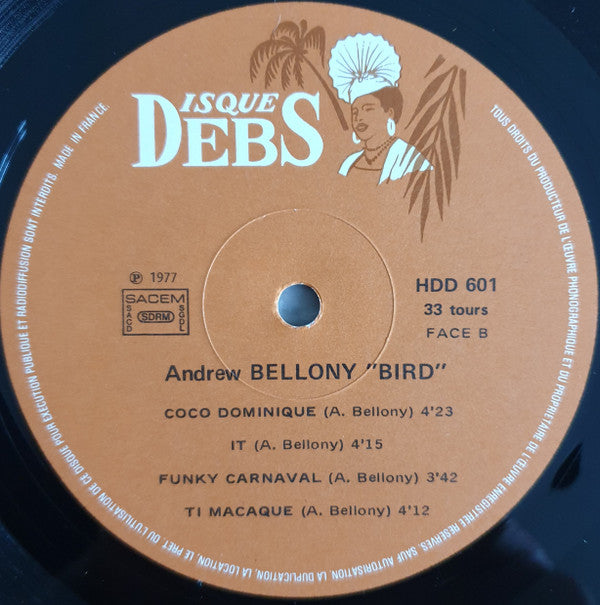 DISQUE
DEBS
℗ 1977
SACEM
SACD
SDRM
SGDL
HDD 601
33 tours
FACE B
Andrew BELLONY "BIRD"
COCO DOMINIQUE (A. Bellony) 4'23
IT (A. Bellony) 4'15
FUNKY CARNAVAL (A. Bellony) 3'42
TI MACAQUE (A. Bellony) 4'12
TOUS DROITS DU PRODUCTEUR DE L'ŒUVRE PHONOGRAPHIQUE ET DU PROPRIETAIRE DE L'ŒUVRE ENREGISTREE RESERVES. SAUF AUTORISATION LA DUPLICATION, LA LOCATION, LE PRET, OU L'UTILISATION DE CE DISQUE POUR EXECUTION PUBLIQUE ET RADIODIFFUSION SONT INTERDITS. MADE IN FRANCE.